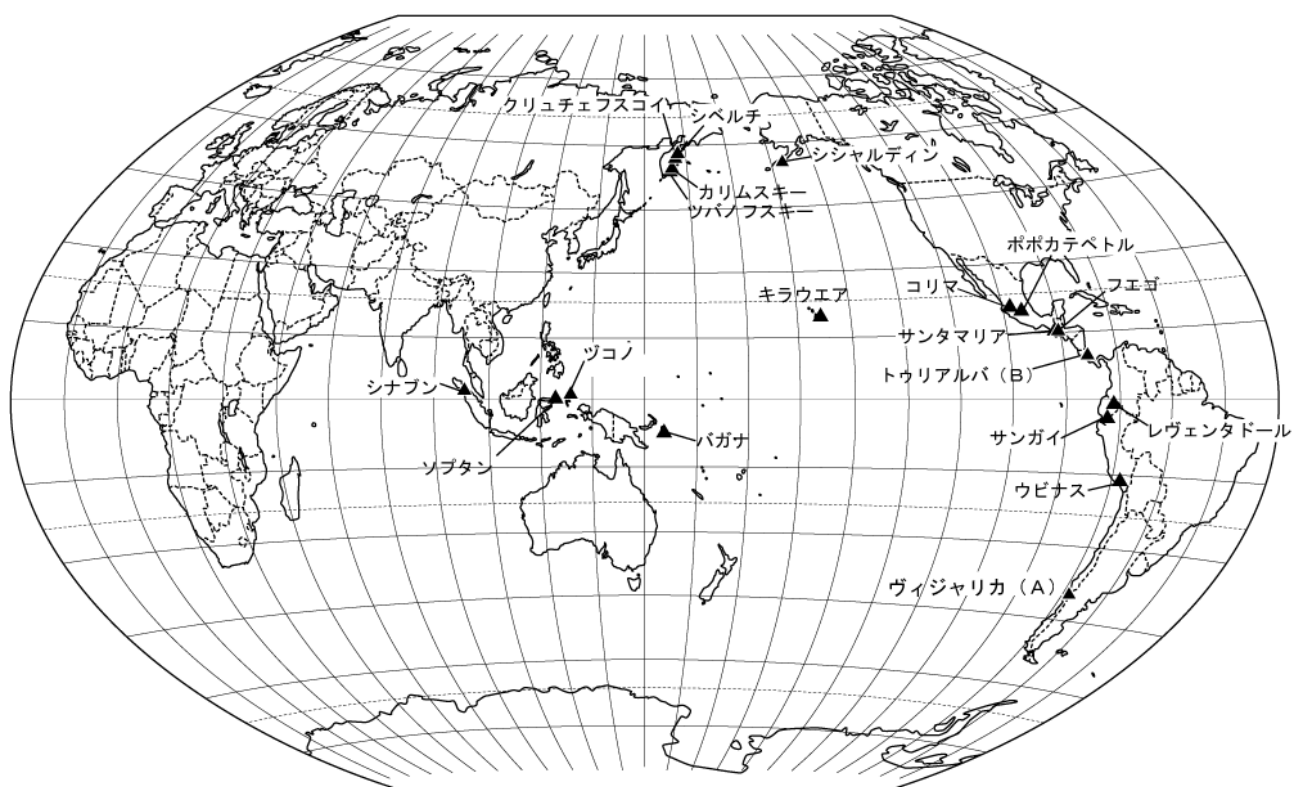 クリュチェフスコイ
シベルチ
シシャルディン
カリムスキー
ツバノフスキー
ポポカテペトル
コリマ
フエゴ
キラウエア
サンタマリア
トゥリアルバ（B）
ヅコノ
シナブン
レヴェンタドール
サンガイ
バガナ
ソプタン
ウビナス
ヴィジャリカ（A）